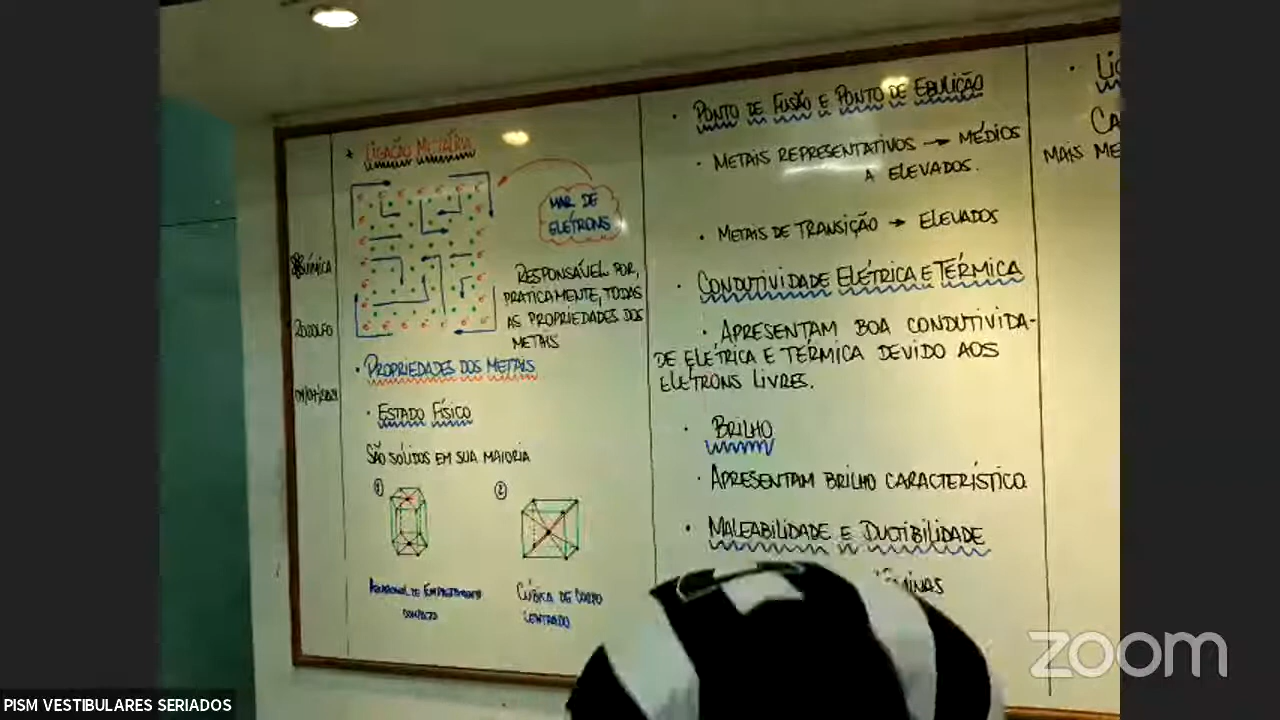 LIGAÇÃO METÁLICA
MAR DE
ELÉTRONS
RESPONSÁVEL POR,
PRATICAMENTE, TODAS
AS PROPRIEDADES DOS
METAIS
QUÍMICA
RODOLFO
• PROPRIEDADES DOS METAIS
• ESTADO FÍSICO
SÃO SÓLIDOS EM SUA MAIORIA
1
2
HEXAGONAL DE EMPACOTAMENTO
COMPACTO
CÚBICA DE CORPO
CENTRADO
• PONTO DE FUSÃO E PONTO DE EBULIÇÃO
• METAIS REPRESENTATIVOS → MÉDIOS
A ELEVADOS.
• METAIS DE TRANSIÇÃO → ELEVADOS
• CONDUTIVIDADE ELÉTRICA E TÉRMICA
• APRESENTAM BOA CONDUTIVIDA-
DE ELÉTRICA E TÉRMICA DEVIDO AOS
ELÉTRONS LIVRES.
• BRILHO
• APRESENTAM BRILHO CARACTERÍSTICO
• MALEABILIDADE E DUCTIBILIDADE
CA
MAIS ME
zoom
PISM VESTIBULARES SERIADOS